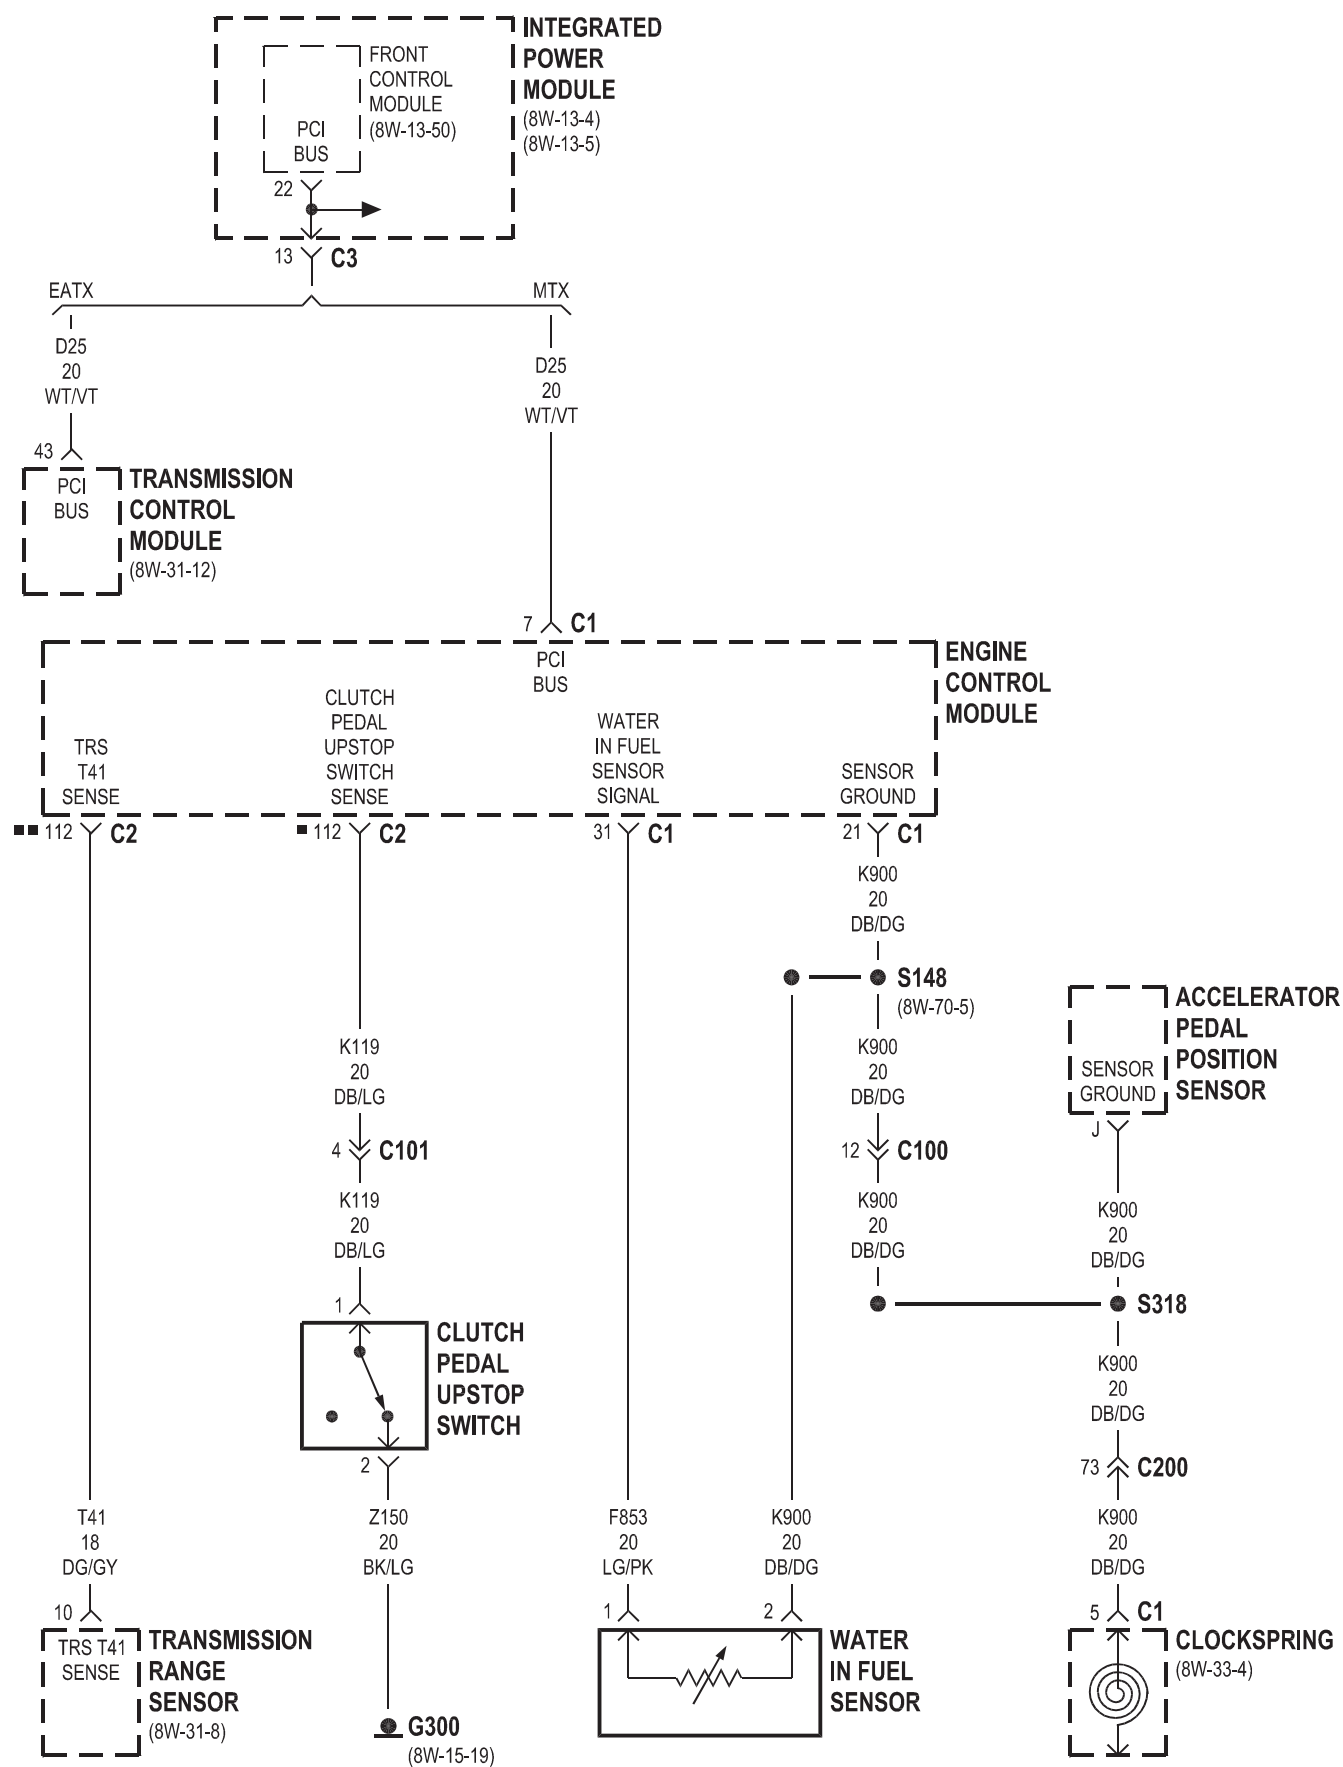 INTEGRATED
POWER
MODULE
(8W-13-4)
(8W-13-5)
FRONT
CONTROL
MODULE
(8W-13-50)
PCI
BUS
22
13
C3
EATX
MTX
D25
20
WT/VT
D25
20
WT/VT
43
PCI
BUS
TRANSMISSION
CONTROL
MODULE
(8W-31-12)
7
C1
PCI
BUS
ENGINE
CONTROL
MODULE
TRS
T41
SENSE
CLUTCH
PEDAL
UPSTOP
SWITCH
SENSE
WATER
IN FUEL
SENSOR
SIGNAL
SENSOR
GROUND
112
C2
112
C2
31
C1
21
C1
K900
20
DB/DG
S148
(8W-70-5)
K119
20
DB/LG
K900
20
DB/DG
ACCELERATOR
PEDAL
POSITION
SENSOR
SENSOR
GROUND
J
4
C101
12
C100
K119
20
DB/LG
K900
20
DB/DG
K900
20
DB/DG
S318
1
CLUTCH
PEDAL
UPSTOP
SWITCH
2
K900
20
DB/DG
73
C200
T41
18
DG/GY
Z150
20
BK/LG
F853
20
LG/PK
K900
20
DB/DG
K900
20
DB/DG
10
1
2
5
C1
TRS T41
SENSE
TRANSMISSION
RANGE
SENSOR
(8W-31-8)
G300
(8W-15-19)
WATER
IN FUEL
SENSOR
CLOCKSPRING
(8W-33-4)